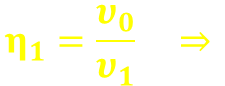 η₁ = υ₀ / υ₁ ⇒